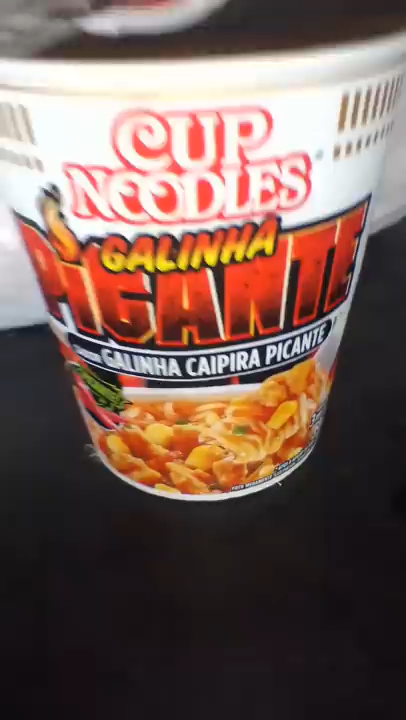 CUP
NOODLES
GALINHA
PICANTE
GALINHA CAIPIRA PICANTE